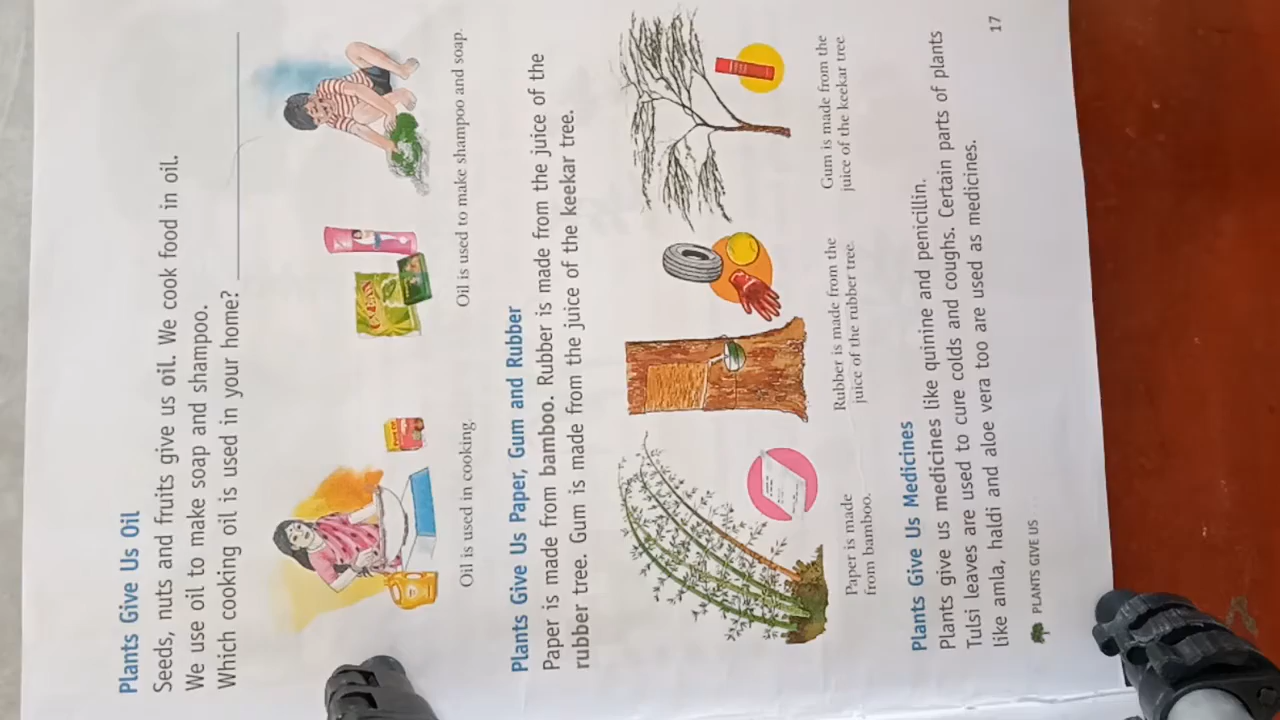 Plants Give Us Oil
Seeds, nuts and fruits give us oil. We cook food in oil.
We use oil to make soap and shampoo.
Which cooking oil is used in your home?
Oil is used in cooking.
Oil is used to make shampoo and soap.
Plants Give Us Paper, Gum and Rubber
Paper is made from bamboo. Rubber is made from the juice of the
rubber tree. Gum is made from the juice of the keekar tree.
Paper is made
from bamboo.
Rubber is made from the
juice of the rubber tree.
Gum is made from the
juice of the keekar tree.
Plants Give Us Medicines
Plants give us medicines like quinine and penicillin.
Tulsi leaves are used to cure colds and coughs. Certain parts of plants
like amla, haldi and aloe vera too are used as medicines.
PLANTS GIVE US . . .
17